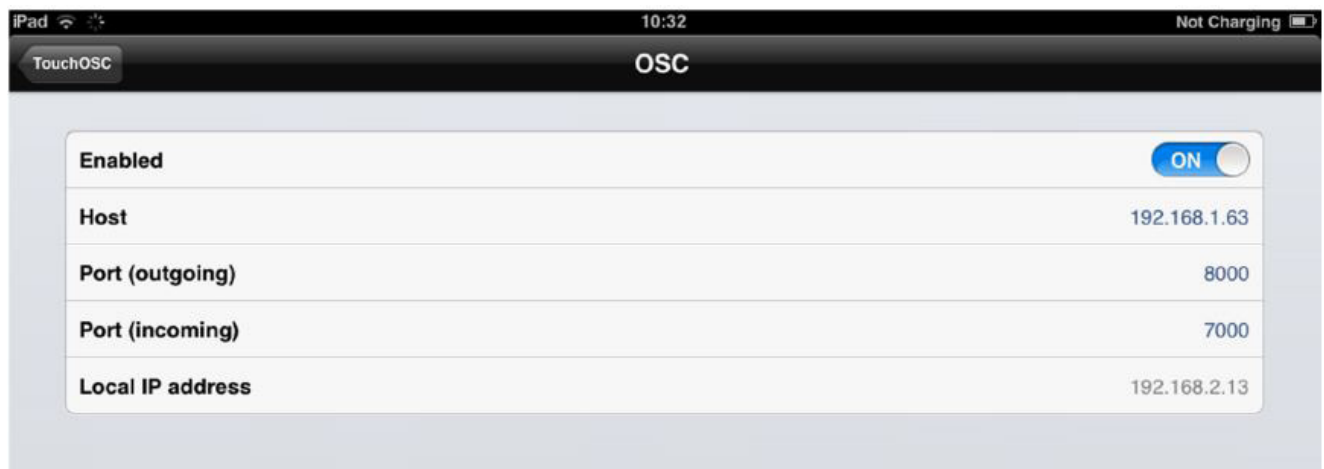 iPad 10:32 Not Charging
TouchOSC OSC
Enabled ON
Host 192.168.1.63
Port (outgoing) 8000
Port (incoming) 7000
Local IP address 192.168.2.13